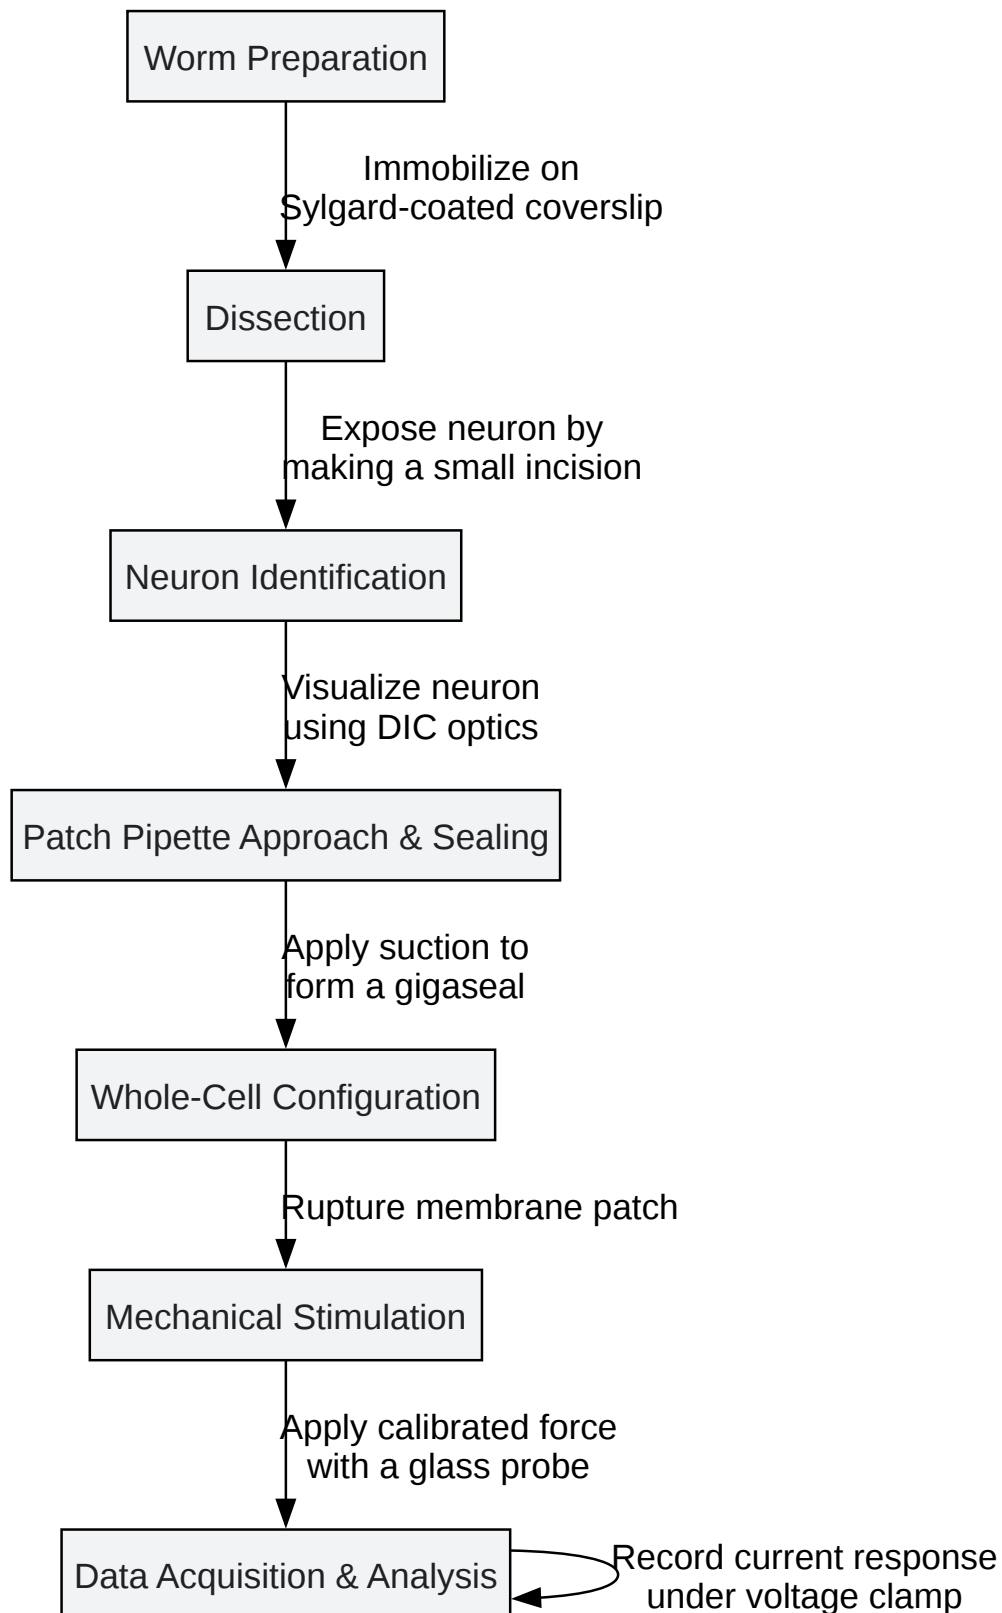 Worm Preparation
Immobilize on
Sylgard-coated coverslip
Dissection
Expose neuron by
making a small incision
Neuron Identification
Visualize neuron
using DIC optics
Patch Pipette Approach & Sealing
Apply suction to
form a gigaseal
Whole-Cell Configuration
Rupture membrane patch
Mechanical Stimulation
Apply calibrated force
with a glass probe
Data Acquisition & Analysis
Record current response
under voltage clamp